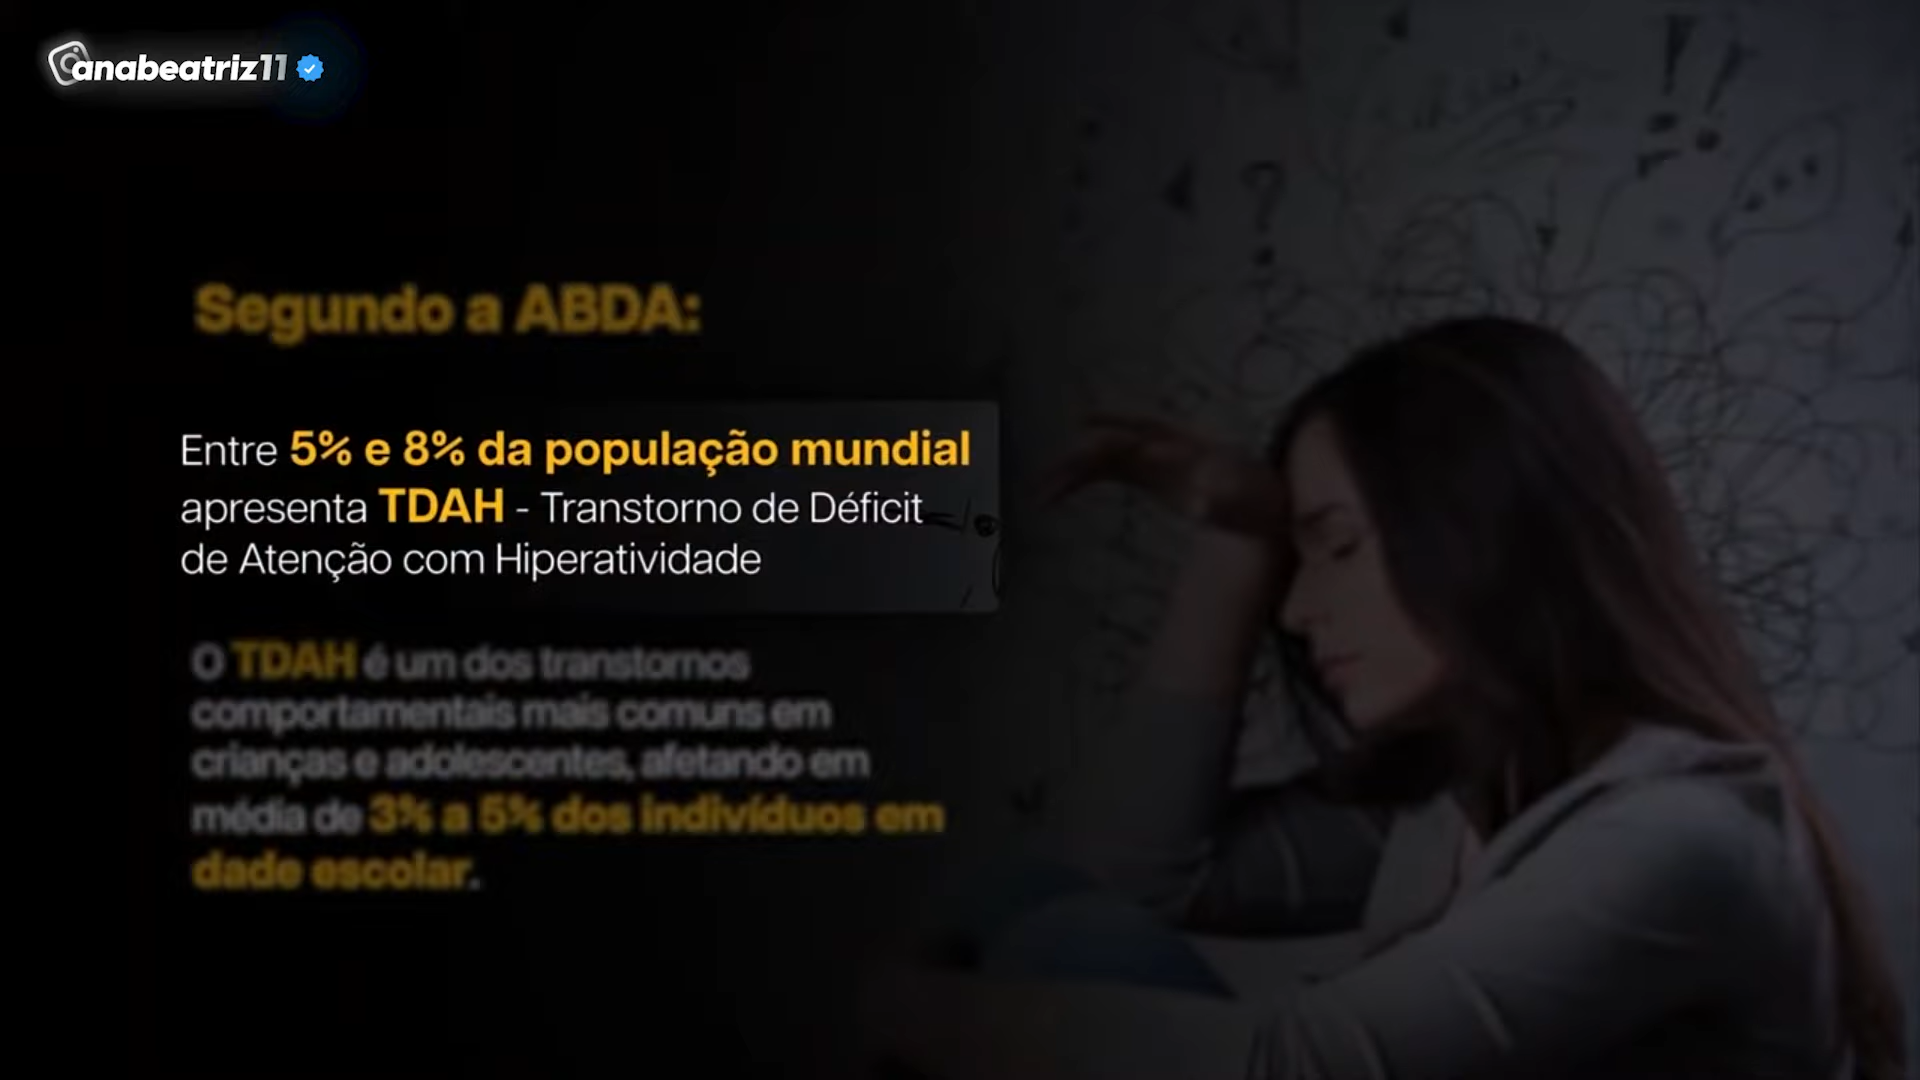 anabeatriz11
Segundo a ABDA:
Entre 5% e 8% da população mundial
apresenta TDAH - Transtorno de Déficit
de Atenção com Hiperatividade
O TDAH é um dos transtornos
comportamentais mais comuns em
crianças e adolescentes, afetando em
média de 3% a 5% dos indivíduos em
dade escolar.